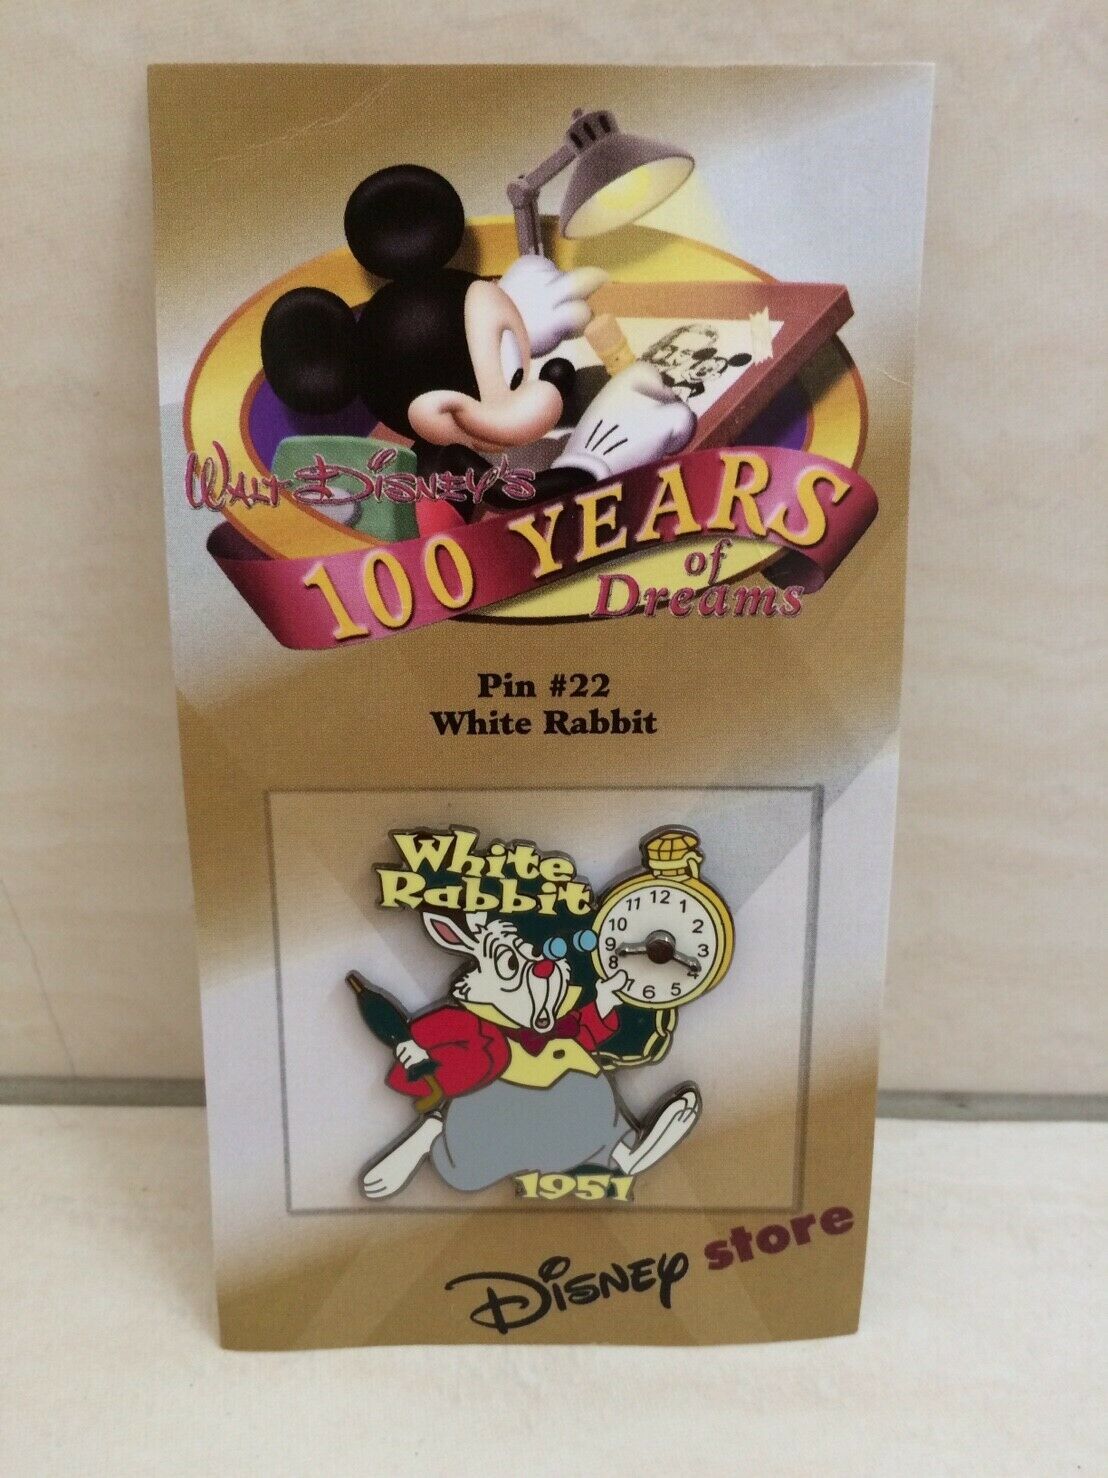 WALT DISNEY'S
100 YEARS
of
Dreams
Pin #22
White Rabbit
White
Rabbit
12
11 1
10 2
9 3
8 4
7 6 5
1951
DISNEY store